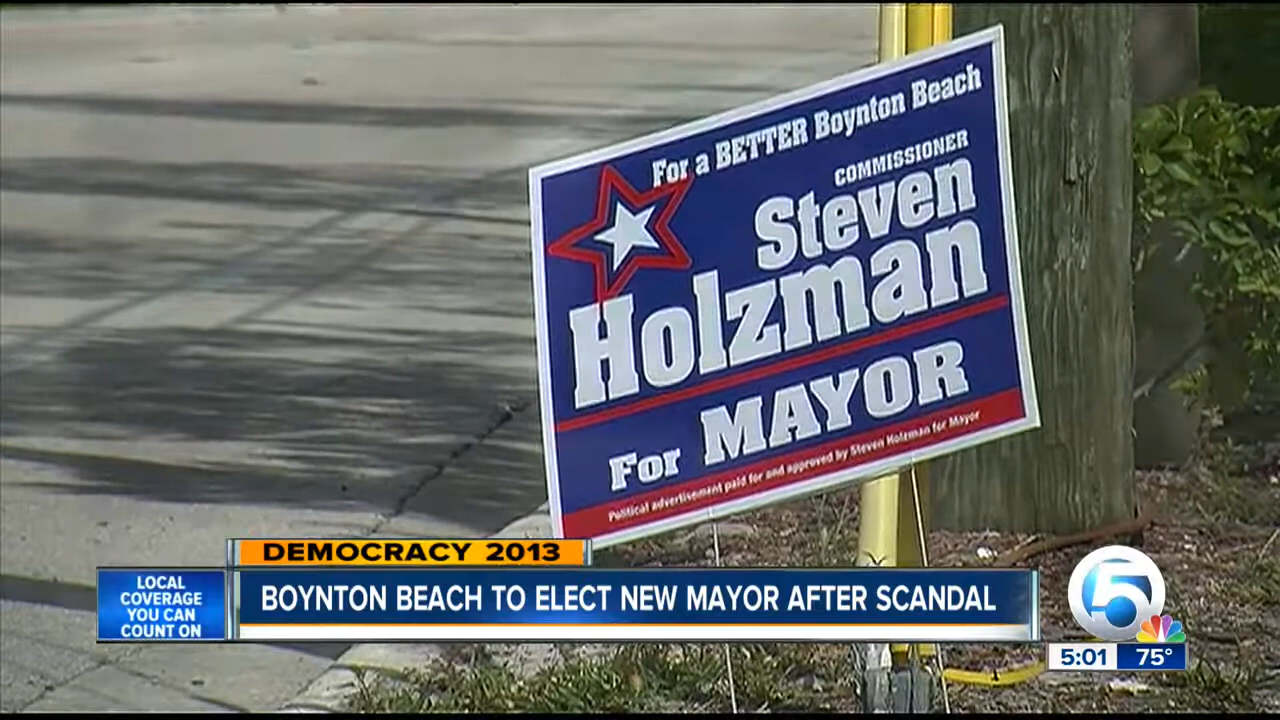 For a BETTER Boynton Beach
COMMISSIONER
Steven
Holzman
For MAYOR
Political advertisement paid for and approved by Steven Holzman for Mayor
DEMOCRACY 2013
LOCAL
COVERAGE
YOU CAN
COUNT ON
BOYNTON BEACH TO ELECT NEW MAYOR AFTER SCANDAL
5
5:01 75°